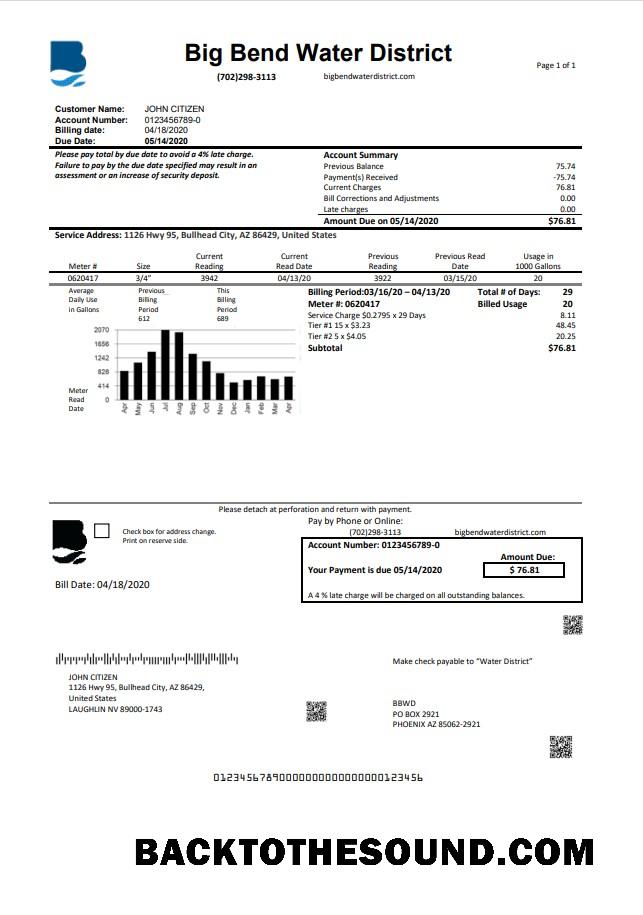 Big Bend Water District
Page 1 of 1
(702)298-3113 bigbendwaterdistrict.com
Customer Name: JOHN CITIZEN
Account Number: 0123456789-0
Billing date: 04/18/2020
Due Date: 05/14/2020
Please pay total by due date to avoid a 4% late charge.
Failure to pay by the due date specified may result in an
assessment or an increase of security deposit.
Account Summary
Previous Balance 75.74
Payment(s) Received -75.74
Current Charges 76.81
Bill Corrections and Adjustments 0.00
Late charges 0.00
Amount Due on 05/14/2020 $76.81
Service Address: 1126 Hwy 95, Bullhead City, AZ 86429, United States
Meter # Size Current Reading Current Read Date Previous Reading Previous Read Date Usage in 1000 Gallons
0620417 3/4” 3942 04/13/20 3922 03/15/20 20
Average Daily Use in Gallons
Previous_ Billing Period 612
This Billing Period 689
2070
1656
1242
828
414
0
Meter Read Date
Apr May Jun Jul Aug Sep Oct Nov Dec Jan Feb Mar Apr
Billing Period:03/16/20 – 04/13/20 Total # of Days: 29
Meter #: 0620417 Billed Usage 20
Service Charge $0.2795 x 29 Days 8.11
Tier #1 15 x $3.23 48.45
Tier #2 5 x $4.05 20.25
Subtotal $76.81
Please detach at perforation and return with payment.
Check box for address change.
Print on reserve side.
Pay by Phone or Online:
(702)298-3113 bigbendwaterdistrict.com
Account Number: 0123456789-0
Amount Due:
Your Payment is due 05/14/2020 $ 76.81
A 4 % late charge will be charged on all outstanding balances.
Bill Date: 04/18/2020
Make check payable to “Water District”
JOHN CITIZEN
1126 Hwy 95, Bullhead City, AZ 86429,
United States
LAUGHLIN NV 89000-1743
BBWD
PO BOX 2921
PHOENIX AZ 85062-2921
0123456789000000000000000123456
BACKTOTHESOUND.COM